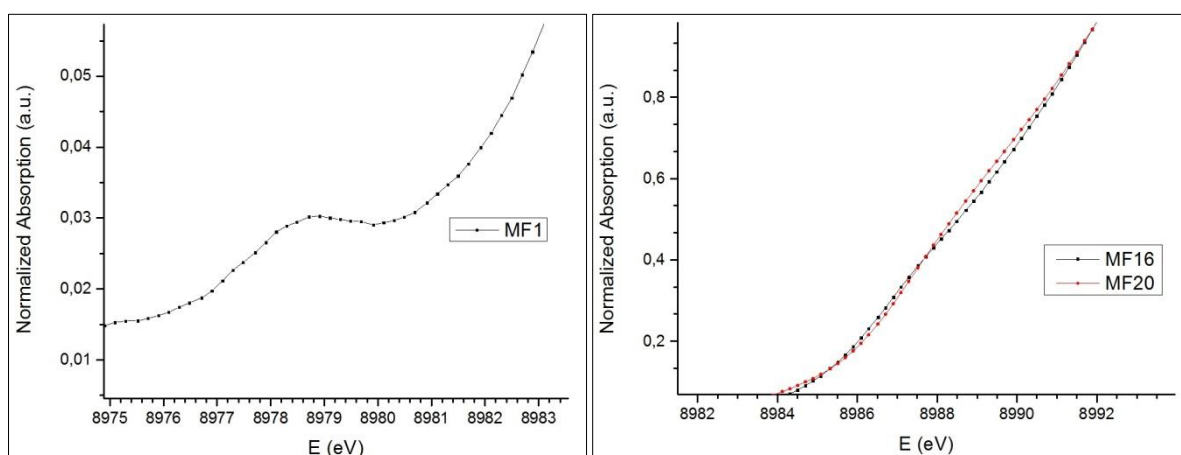 Normalized Absorption (a.u.)
0,05
0,04
0,03
0,02
0,01
MF1
8975 8976 8977 8978 8979 8980 8981 8982 8983
E (eV)
Normalized Absorption (a.u.)
0,8
0,6
0,4
0,2
MF16
MF20
8982 8984 8986 8988 8990 8992
E (eV)